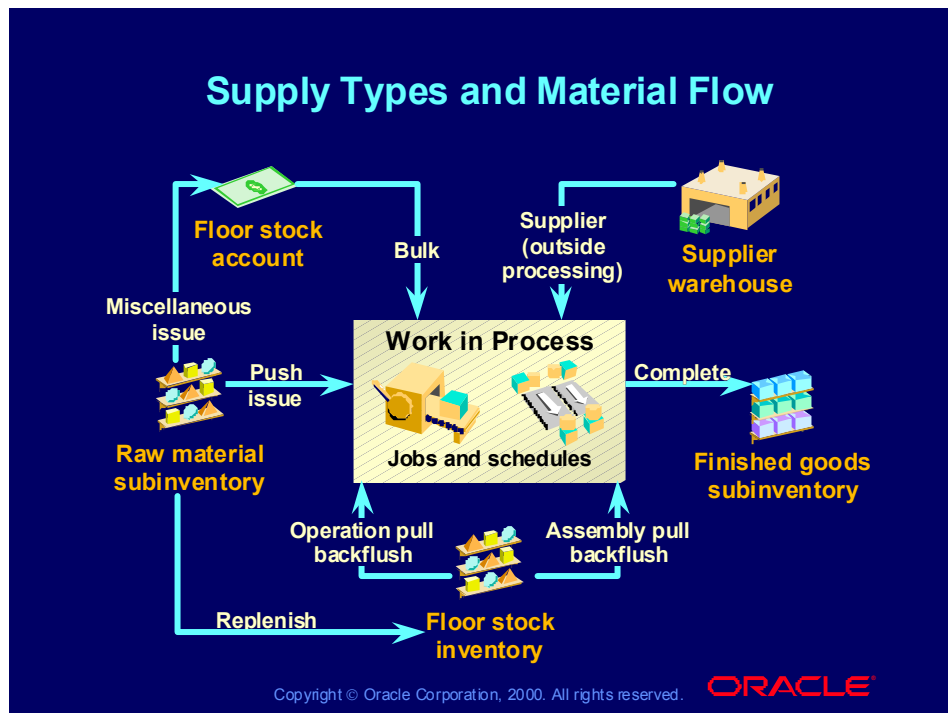 Supply Types and Material Flow
Floor stock
account
Bulk
Supplier
(outside
processing)
Supplier
warehouse
Miscellaneous
issue
Work in Process
Push
issue
Complete
Jobs and schedules
Raw material
subinventory
Finished goods
subinventory
Operation pull
backflush
Assembly pull
backflush
Replenish
Floor stock
inventory
Copyright © Oracle Corporation, 2000. All rights reserved.
ORACLE®